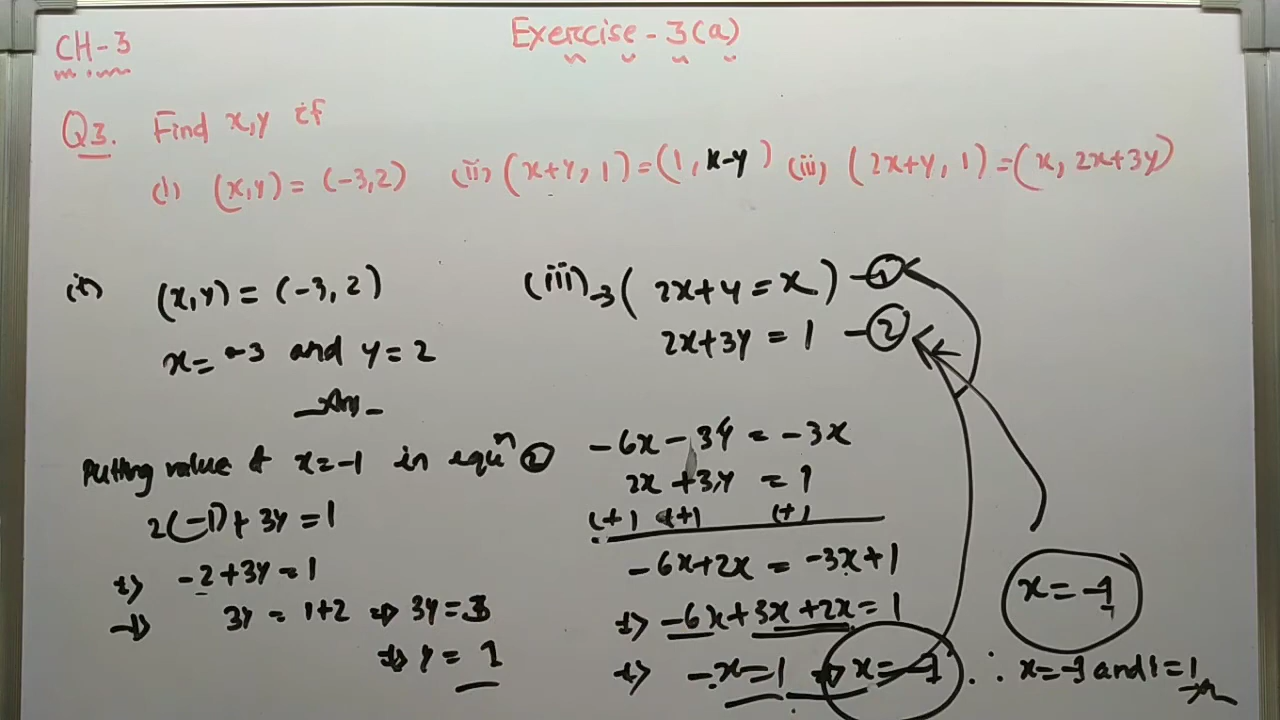 CH-3
Exercise - 3(a)
Q3. Find x,y if
(i) (x,y) = (-3,2) (ii) (x+y, 1) = (1, x-y) (iii) (2x+y, 1) = (x, 2x+3y)
(i) (x,y) = (-3, 2)
x = -3 and y = 2
Ans
(iii) -3( 2x+y = x ) - ①
2x+3y = 1 - ②
-6x - 3y = -3x
2x + 3y = 1
(+) (+) (+)
-6x+2x = -3x+1
⇒ -6x+3x+2x = 1
⇒ -x = 1 ⇒ x = -1
x = -1
Putting value of x = -1 in equⁿ ②
2(-1) + 3y = 1
⇒ -2+3y = 1
⇒ 3y = 1+2 ⇒ 3y = 3
⇒ y = 1
∴ x = -1 and y = 1